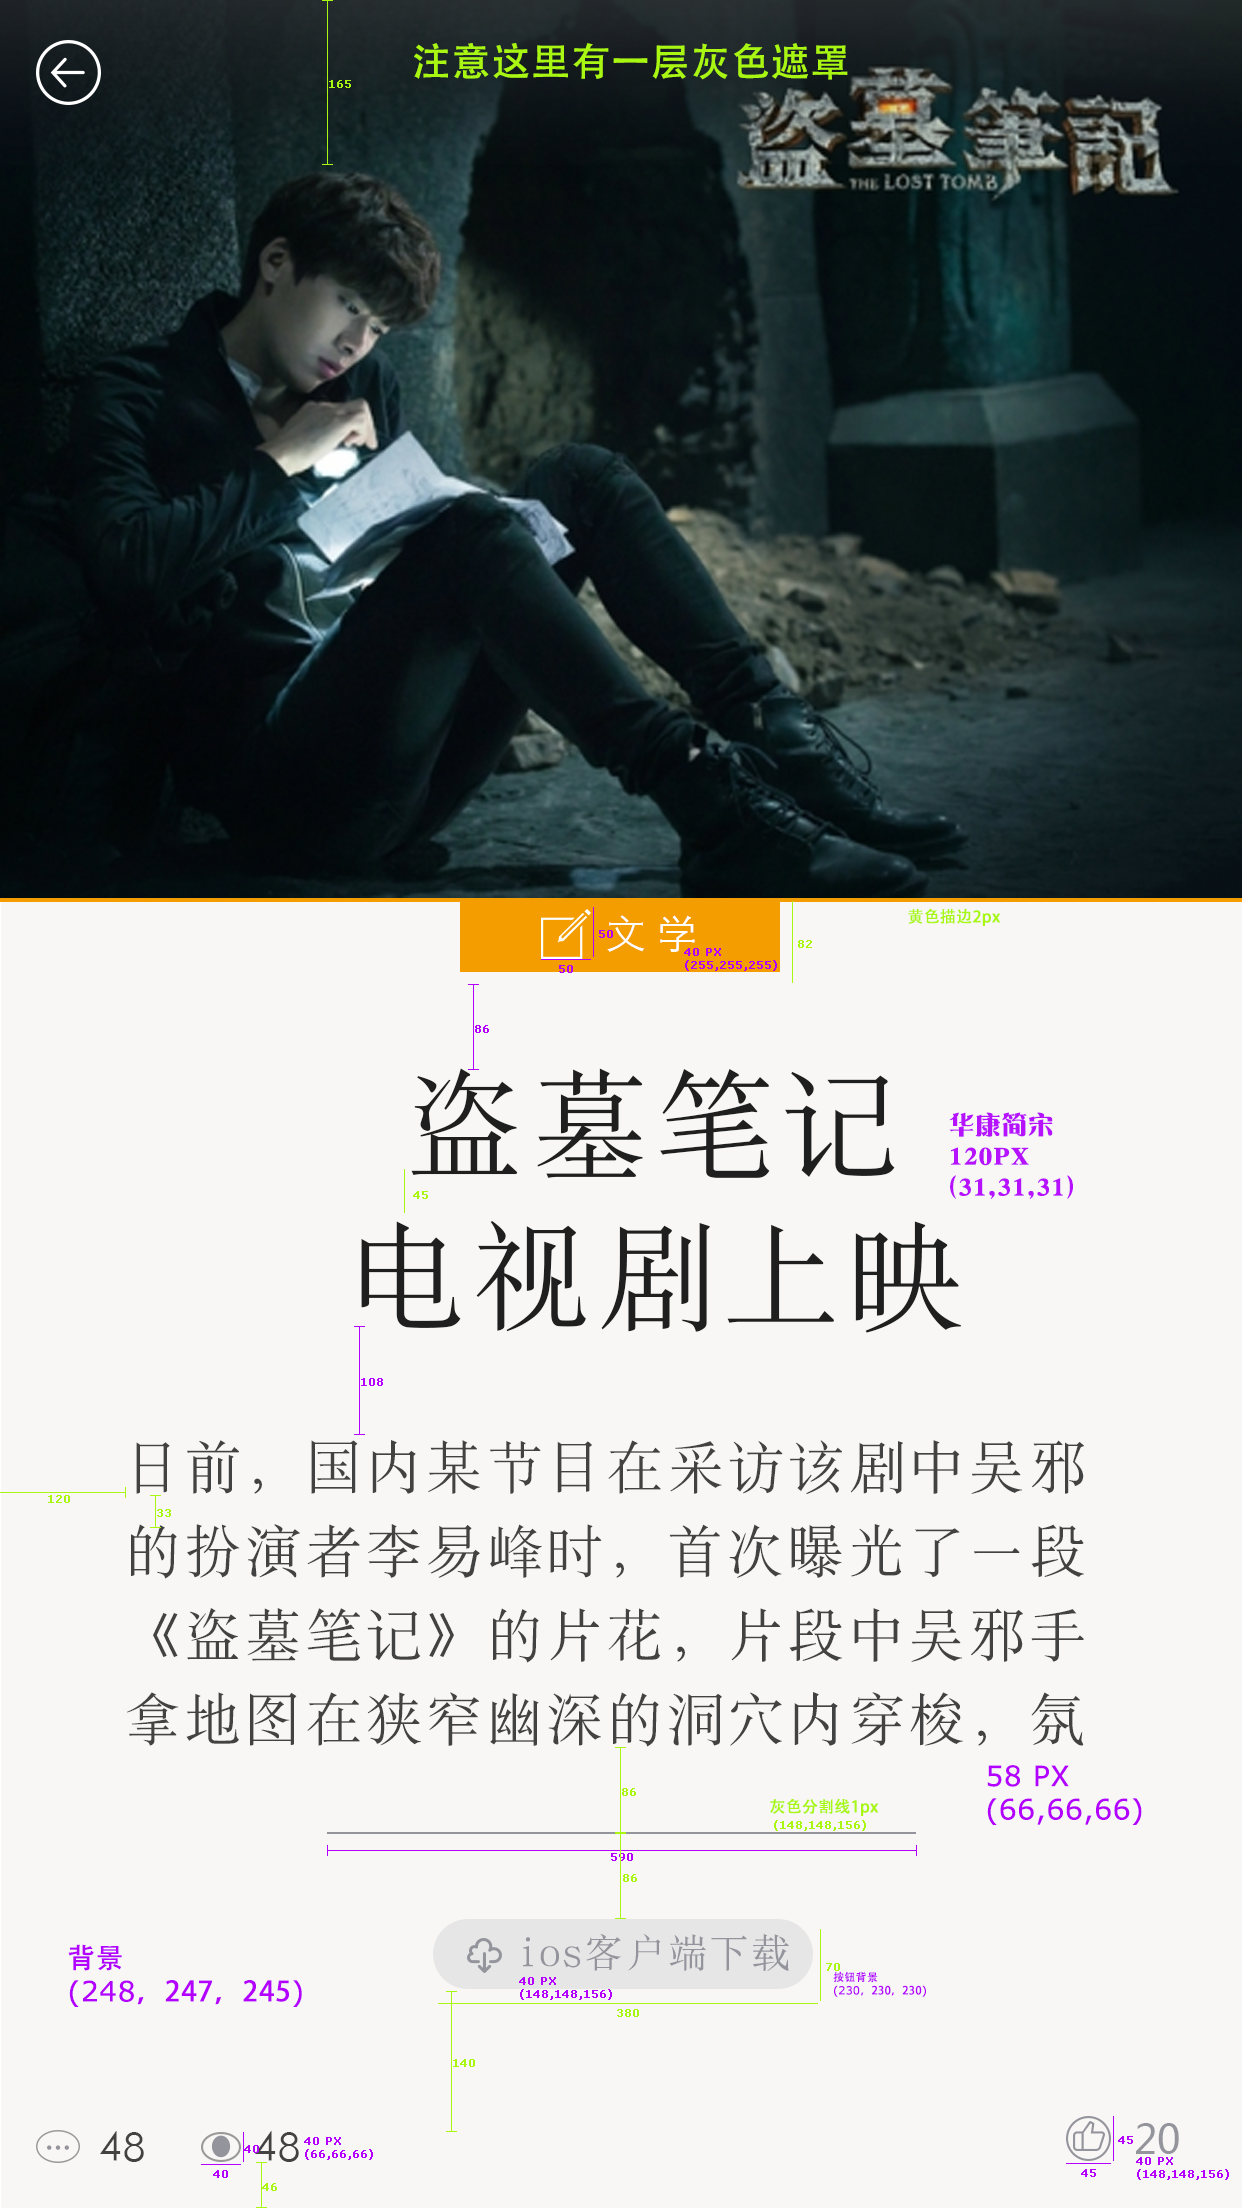 注意这里有一层灰色遮罩
165
盗墓筆記
THE LOST TOMB
黄色描边2px
文学
50
50
40 PX
(255,255,255)
82
86
盗墓笔记
华康简宋
120PX
(31,31,31)
45
电视剧上映
108
日前，国内某节目在采访该剧中吴邪
120
33
的扮演者李易峰时，首次曝光了一段
《盗墓笔记》的片花，片段中吴邪手
拿地图在狭窄幽深的洞穴内穿梭，氛
58 PX
(66,66,66)
86
灰色分割线1px
(148,148,156)
590
86
ios客户端下载
40 PX
(148,148,156)
70
按钮背景
(230, 230, 230)
380
背景
(248, 247, 245)
140
48
40
40
48
40 PX
(66,66,66)
46
45
45
20
40 PX
(148,148,156)